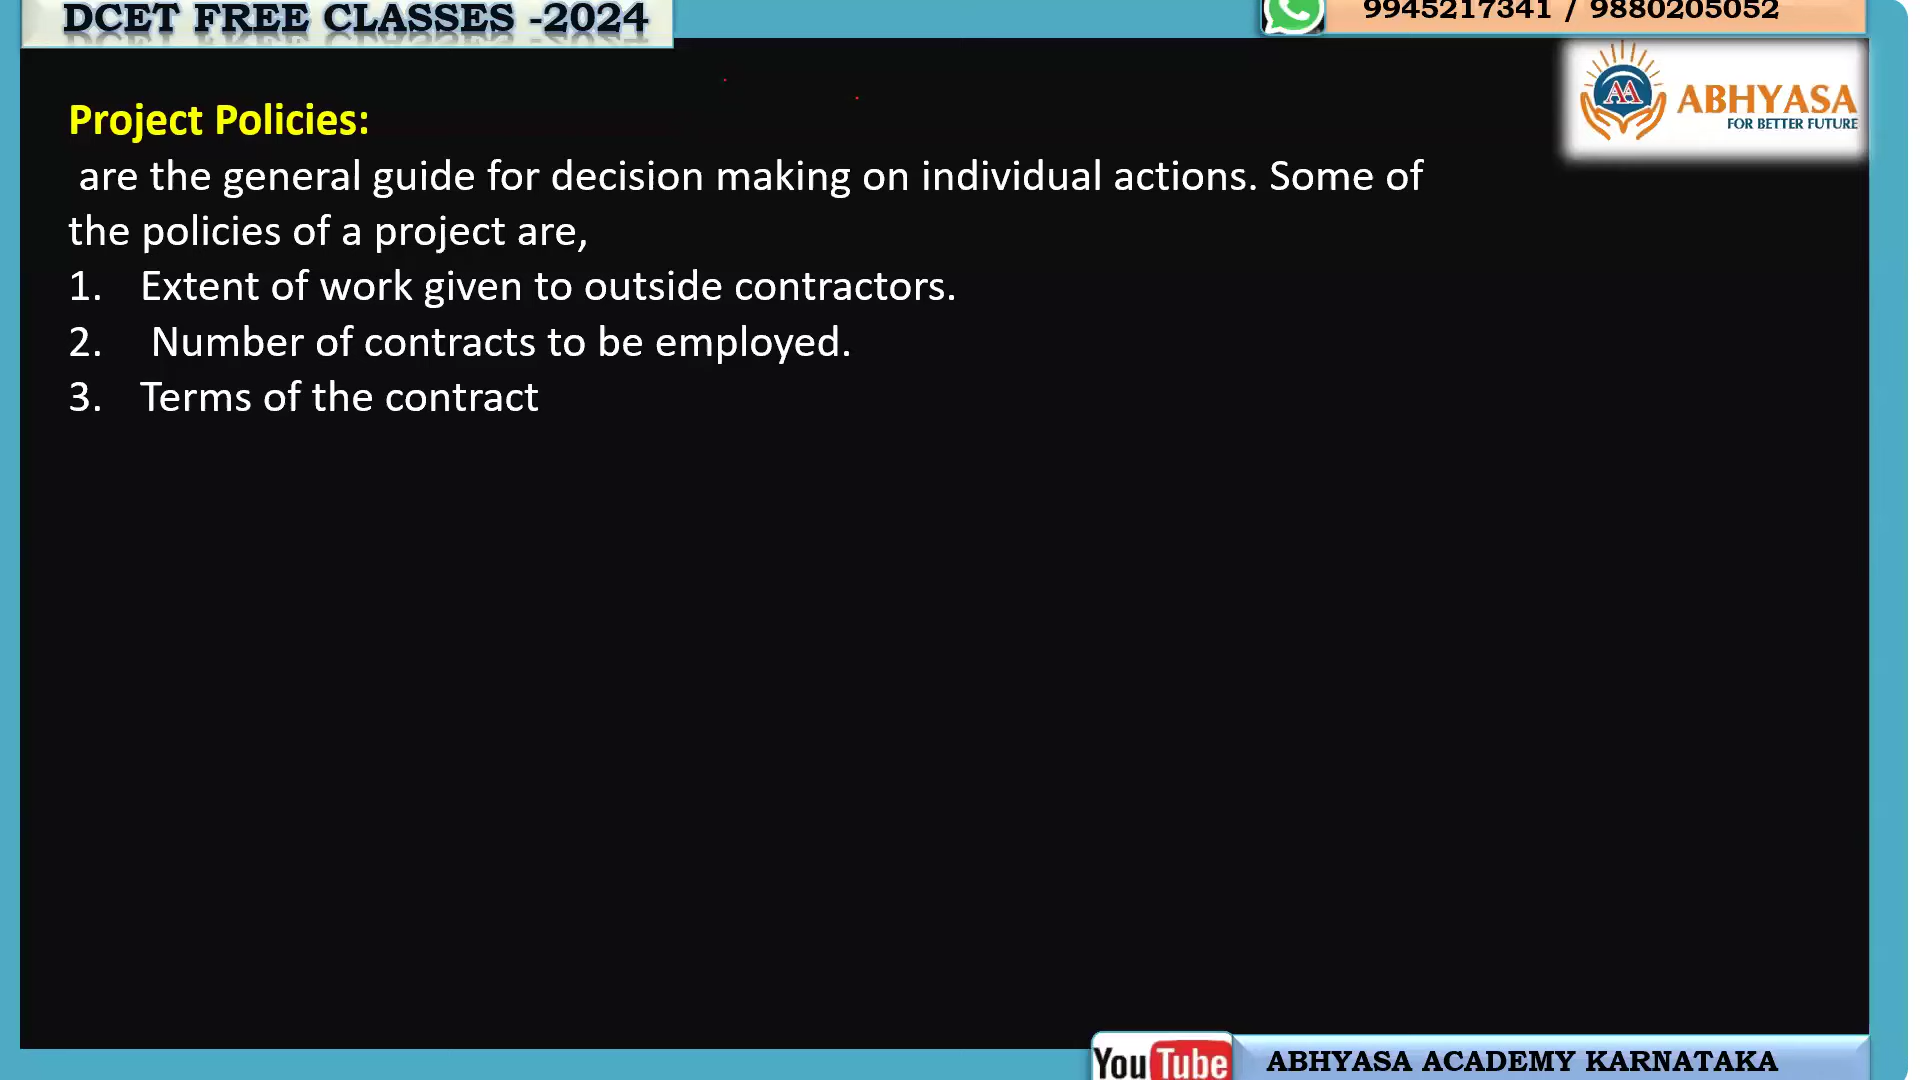 DCET FREE CLASSES -2024
9945217341 / 9880205052
AA
ABHYASA
FOR BETTER FUTURE
Project Policies:
are the general guide for decision making on individual actions. Some of
the policies of a project are,
1. Extent of work given to outside contractors.
2. Number of contracts to be employed.
3. Terms of the contract
YouTube
ABHYASA ACADEMY KARNATAKA